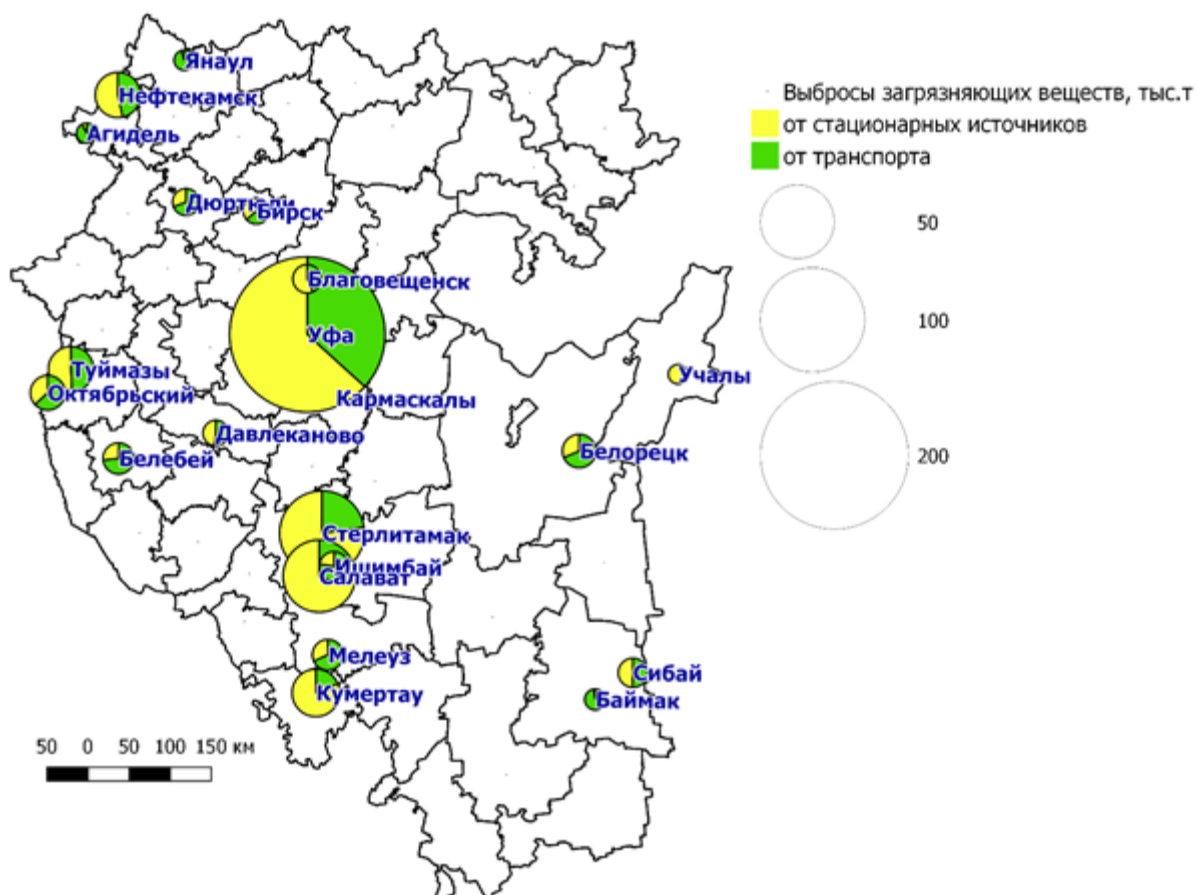 Янаул
Нефтекамск
Агидель
Дюртюли
Бирск
Благовещенск
Уфа
Туймазы
Октябрьский
Кармаскалы
Учалы
Давлеканово
Белебей
Белорецк
Стерлитамак
Ишимбай
Салават
Мелеуз
Сибай
Кумертау
Баймак
50 0 50 100 150 км
Выбросы загрязняющих веществ, тыс.т
от стационарных источников
от транспорта
50
100
200